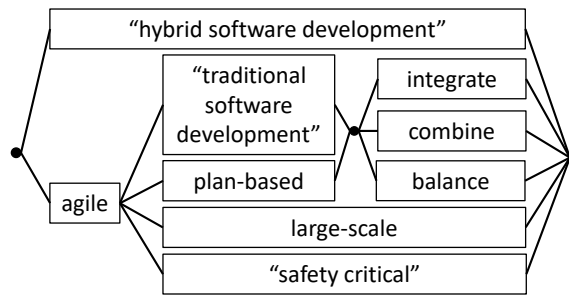 “hybrid software development”
“traditional
software
development”
integrate
combine
plan-based
balance
agile
large-scale
“safety critical”